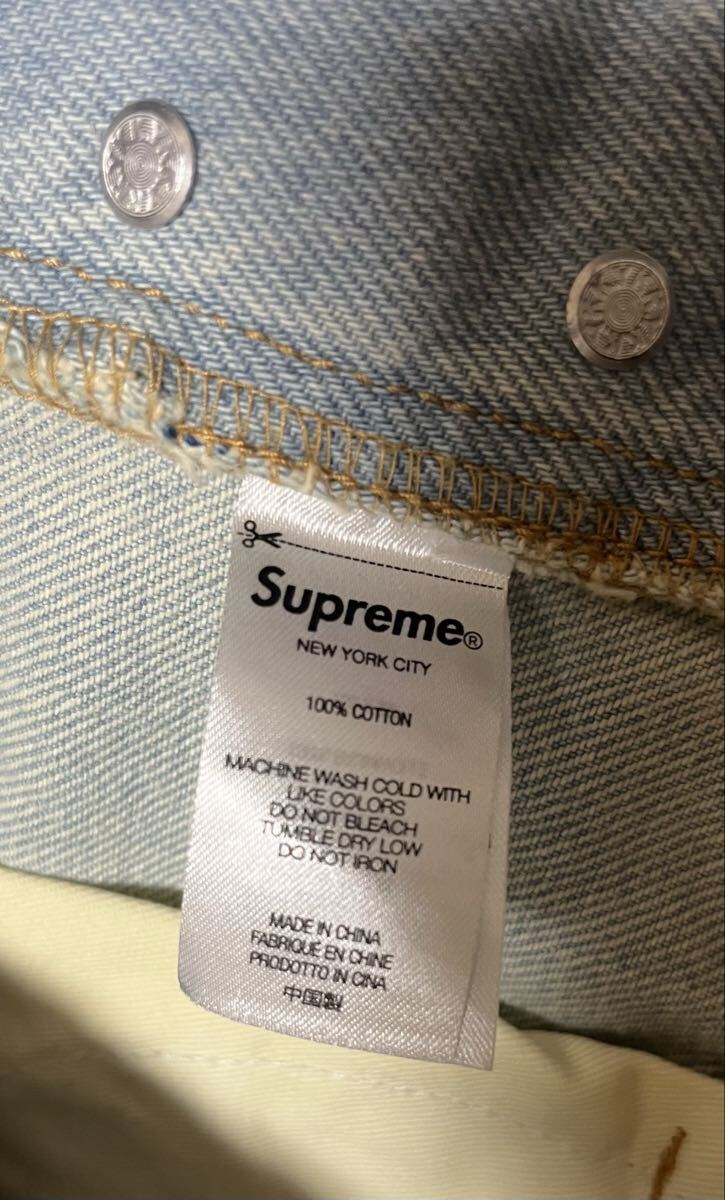 Supreme®
NEW YORK CITY
100% COTTON
MACHINE WASH COLD WITH
LIKE COLORS
DO NOT BLEACH
TUMBLE DRY LOW
DO NOT IRON
MADE IN CHINA
FABRIQUÉ EN CHINE
PRODOTTO IN CINA
中国製